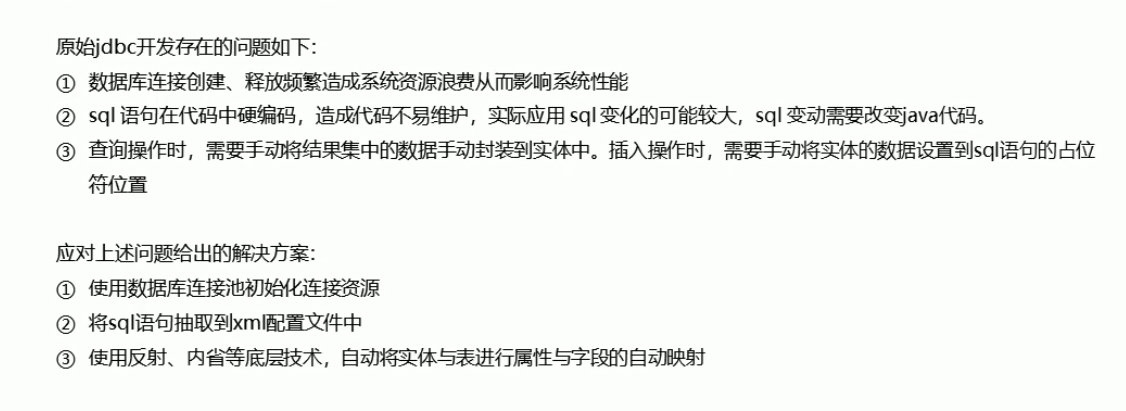 原始jdbc开发存在的问题如下：
① 数据库连接创建、释放频繁造成系统资源浪费从而影响系统性能
② sql 语句在代码中硬编码，造成代码不易维护，实际应用 sql 变化的可能较大，sql 变动需要改变java代码。
③ 查询操作时，需要手动将结果集中的数据手动封装到实体中。插入操作时，需要手动将实体的数据设置到sql语句的占位
符位置
应对上述问题给出的解决方案：
① 使用数据库连接池初始化连接资源
② 将sql语句抽取到xml配置文件中
③ 使用反射、内省等底层技术，自动将实体与表进行属性与字段的自动映射